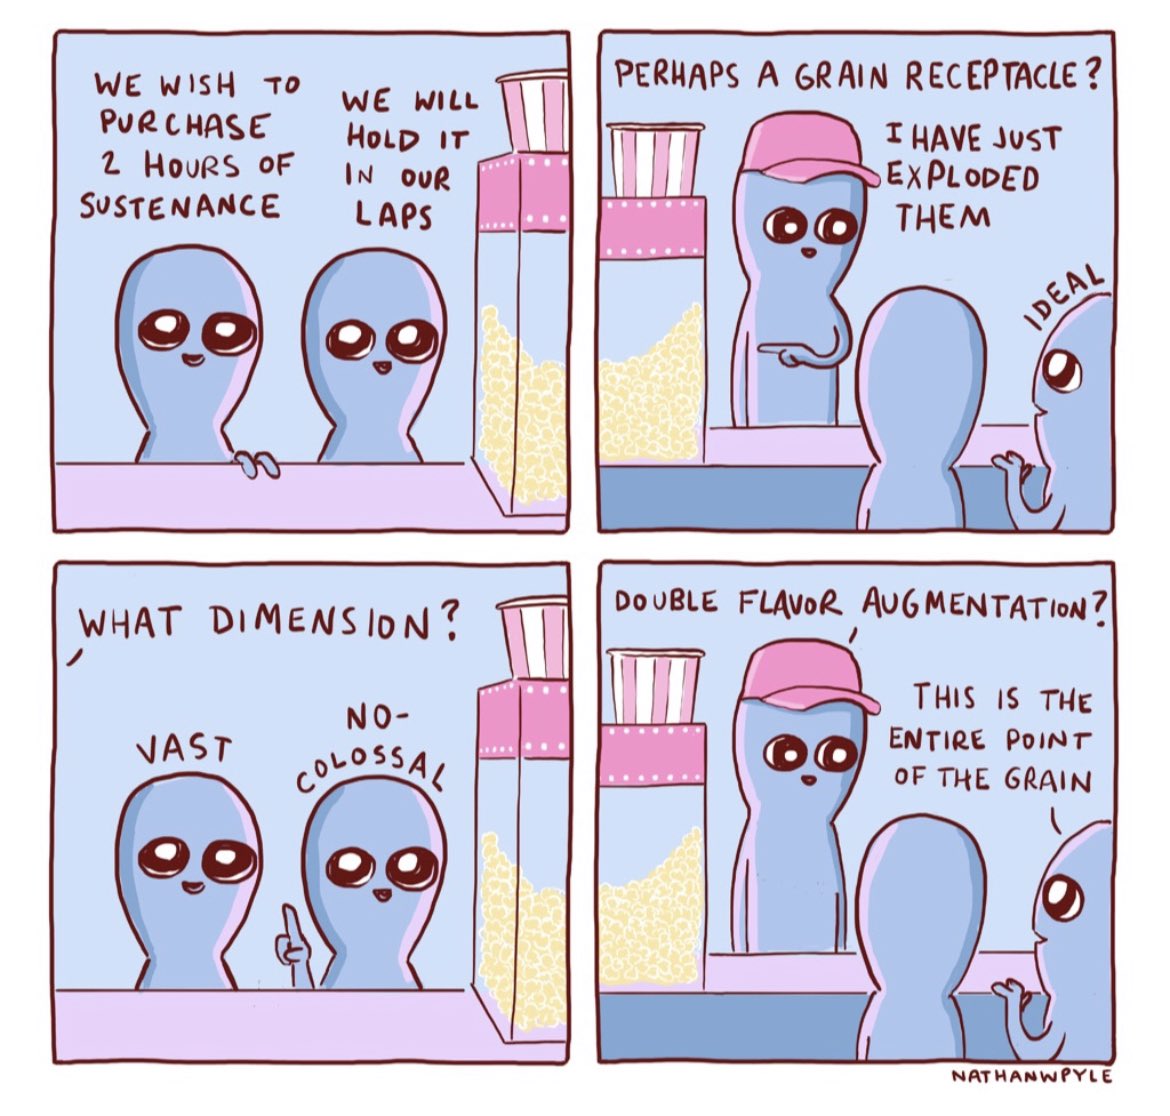 WE WISH TO
PURCHASE
2 HOURS OF
SUSTENANCE
WE WILL
HOLD IT
IN OUR
LAPS
PERHAPS A GRAIN RECEPTACLE?
I HAVE JUST
EXPLODED
THEM
IDEAL
WHAT DIMENSION?
VAST
NO-
COLOSSAL
DOUBLE FLAVOR AUGMENTATION?
THIS IS THE
ENTIRE POINT
OF THE GRAIN
NATHANWPYLE